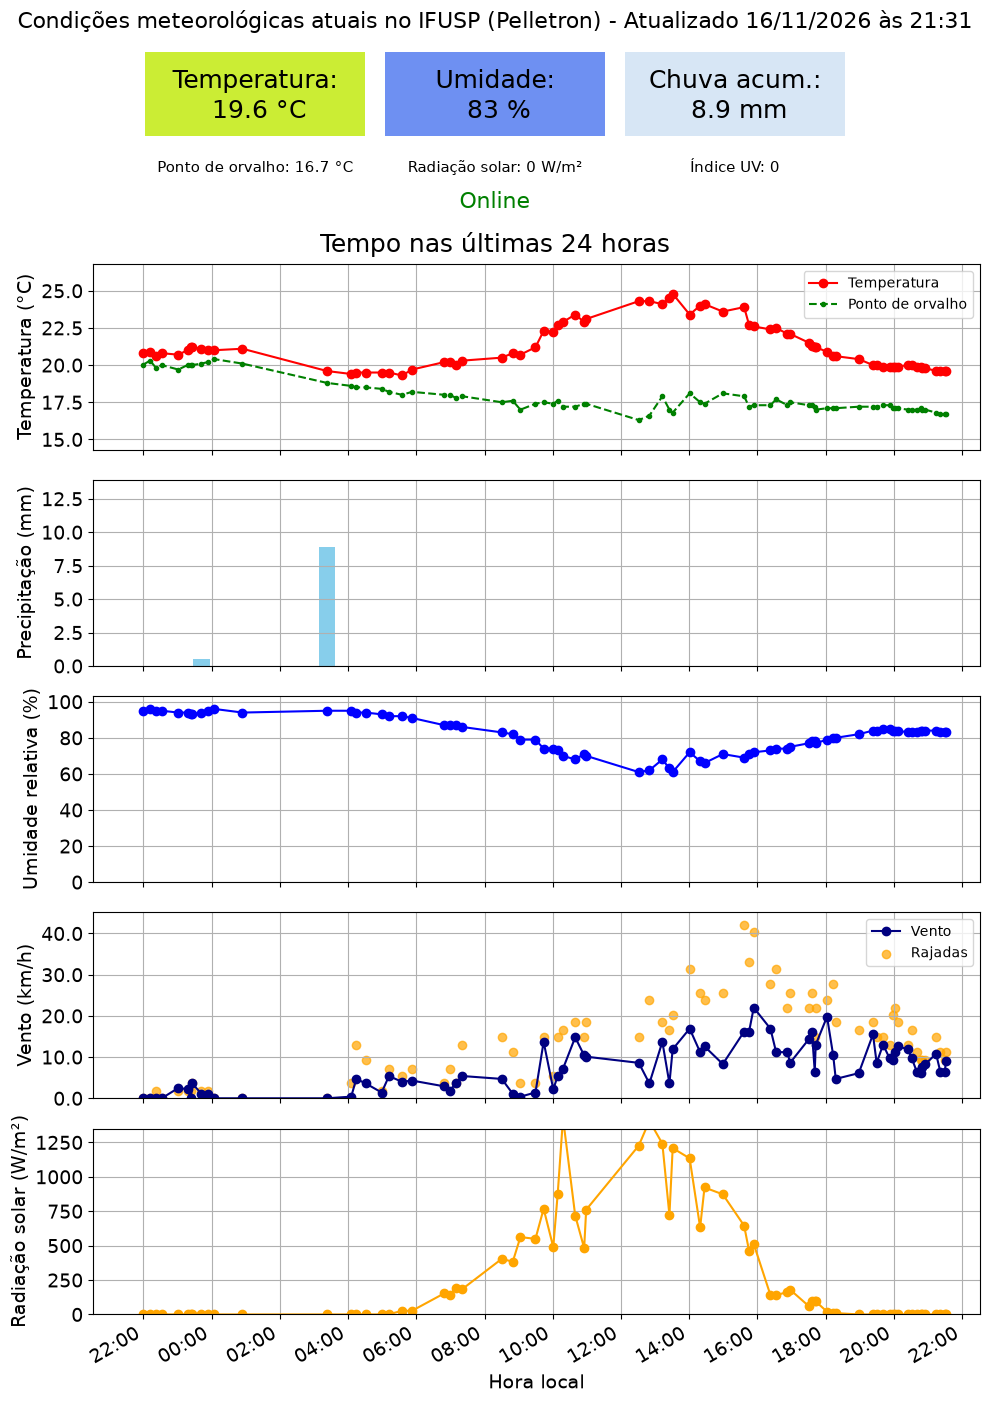 Condições meteorológicas atuais no IFUSP (Pelletron) - Atualizado 16/11/2026 às 21:31
Temperatura:
19.6 °C
Umidade:
83 %
Chuva acum.:
8.9 mm
Ponto de orvalho: 16.7 °C
Radiação solar: 0 W/m²
Índice UV: 0
Online
Tempo nas últimas 24 horas
Temperatura (°C)
25.0
22.5
20.0
17.5
15.0
Temperatura
Ponto de orvalho
Precipitação (mm)
12.5
10.0
7.5
5.0
2.5
0.0
Umidade relativa (%)
100
80
60
40
20
0
Vento (km/h)
40.0
30.0
20.0
10.0
0.0
Vento
Rajadas
Radiação solar (W/m²)
1250
1000
750
500
250
0
22:00
00:00
02:00
04:00
06:00
08:00
10:00
12:00
14:00
16:00
18:00
20:00
22:00
Hora local